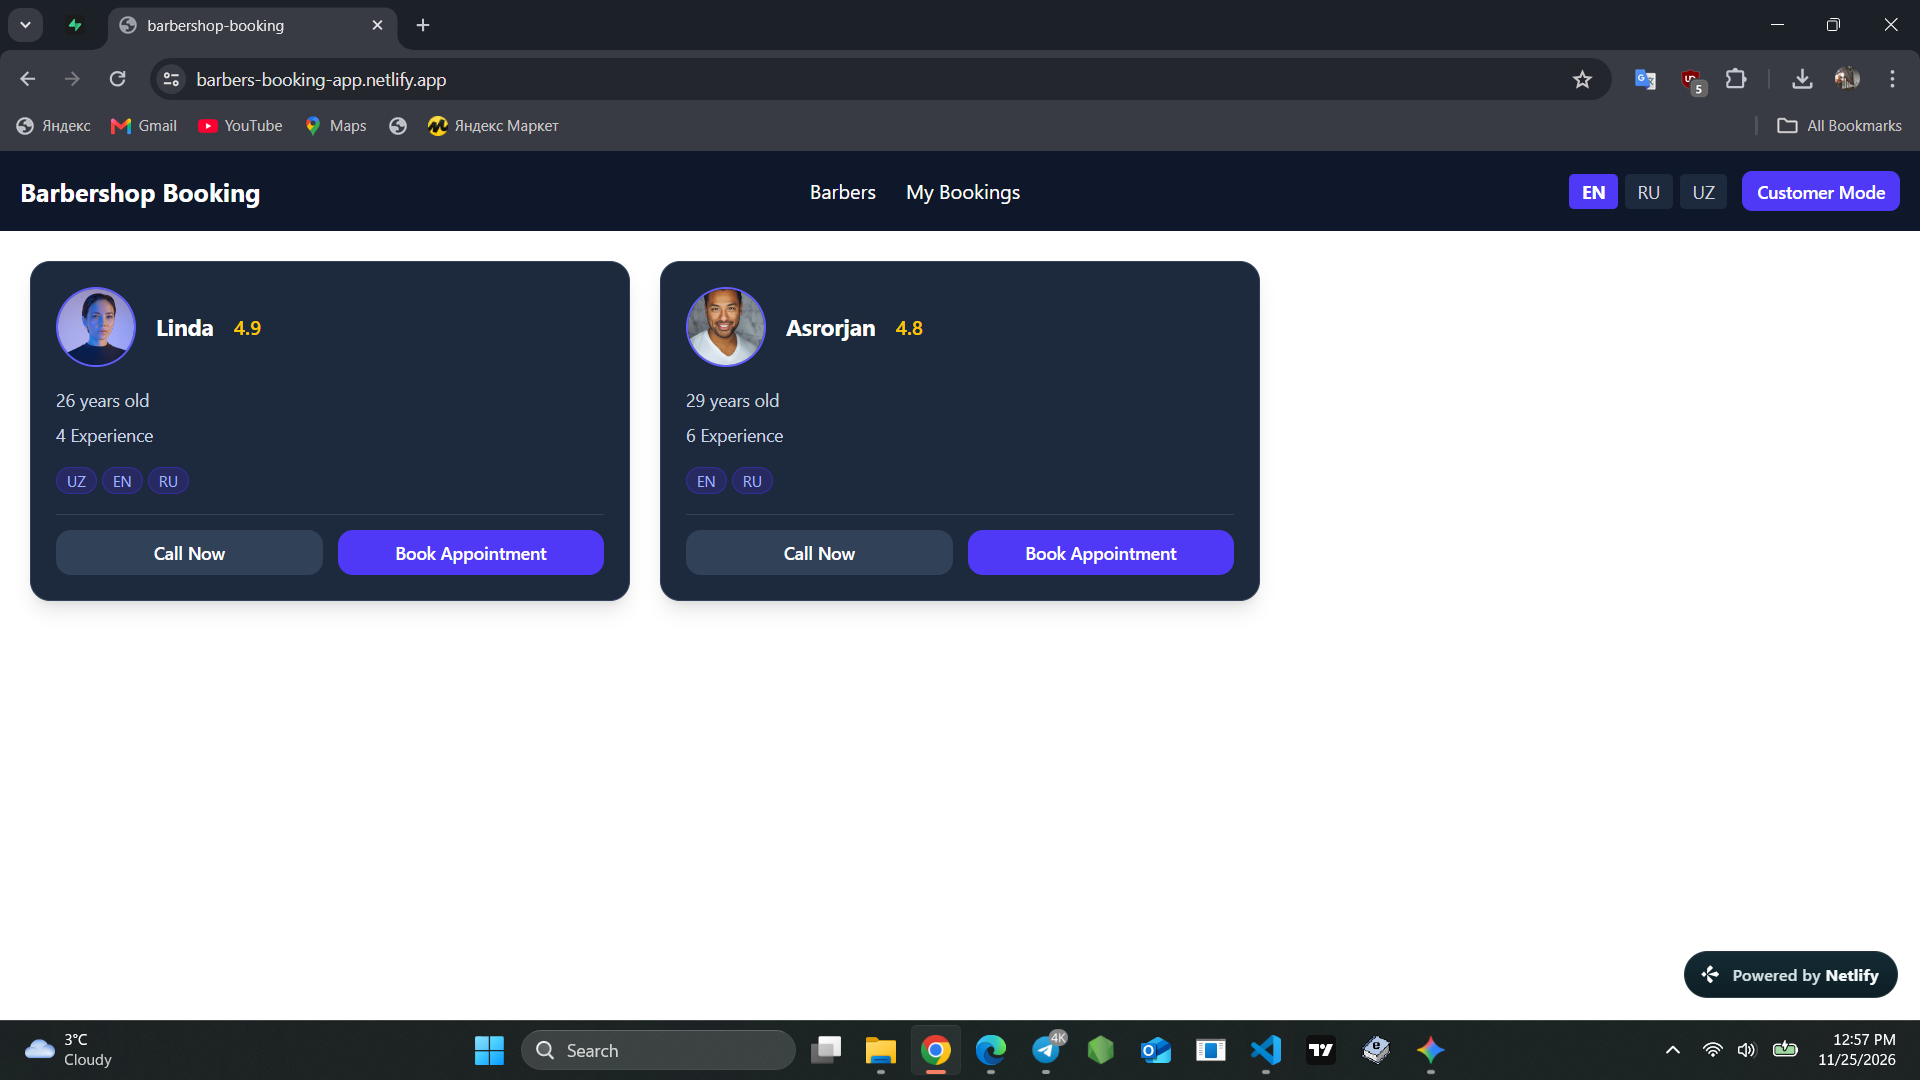 barbershop-booking
barbers-booking-app.netlify.app
5
Яндекс
Gmail
YouTube
Maps
Яндекс Маркет
All Bookmarks
Barbershop Booking
Barbers
My Bookings
EN
RU
UZ
Customer Mode
Linda 4.9
26 years old
4 Experience
UZ EN RU
Call Now
Book Appointment
Asrorjan 4.8
29 years old
6 Experience
EN RU
Call Now
Book Appointment
Powered by Netlify
3°C
Cloudy
Search
4K
12:57 PM
11/25/2026